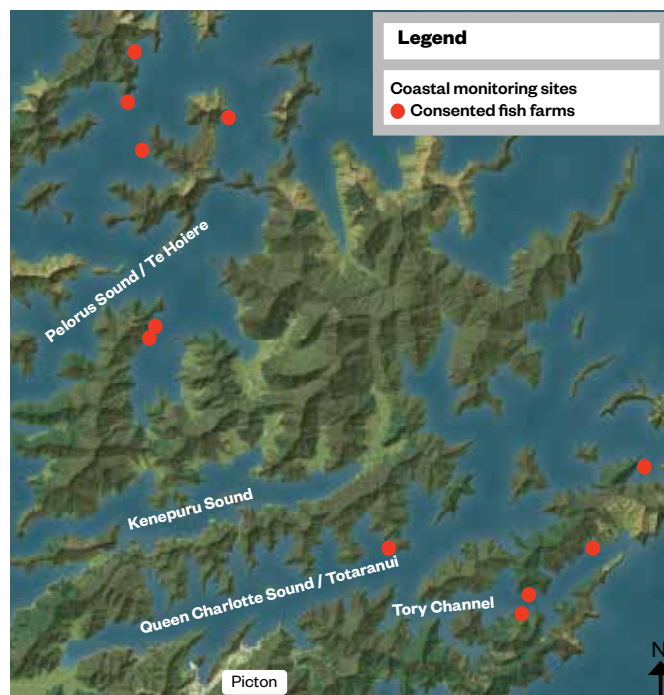 Legend
Coastal monitoring sites
Consented fish farms
Pelorus Sound / Te Hoiere
Kenepuru Sound
Queen Charlotte Sound / Totaranui
Tory Channel
Picton
N